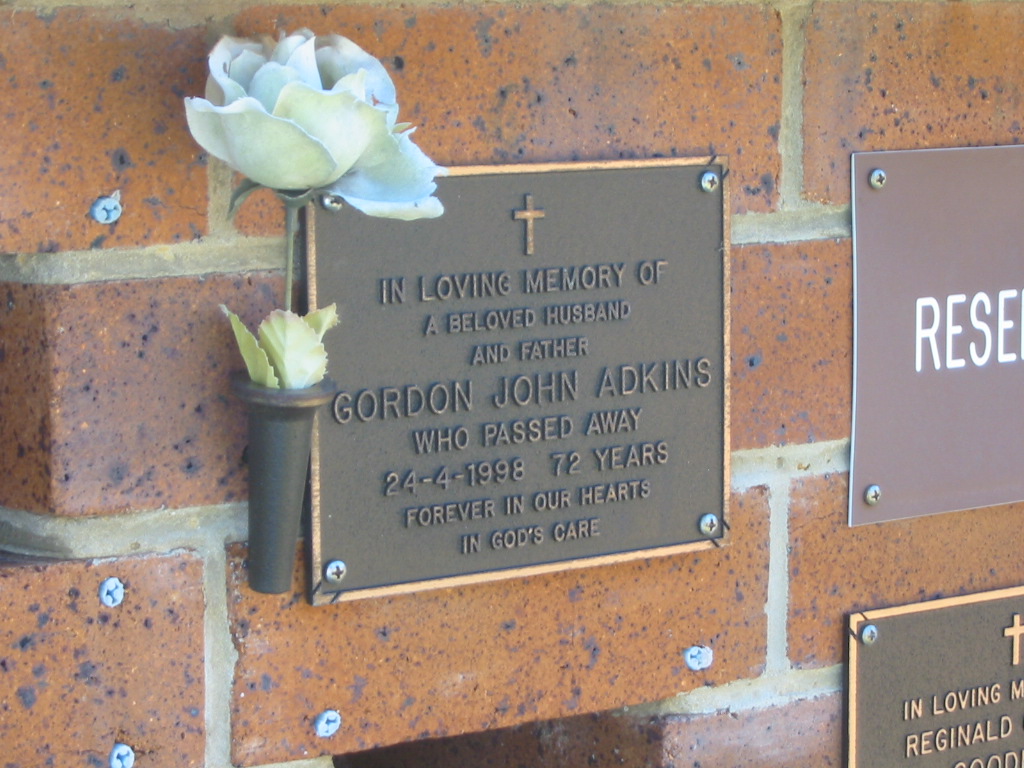 IN LOVING MEMORY OF
A BELOVED HUSBAND
AND FATHER
GORDON JOHN ADKINS
WHO PASSED AWAY
24-4-1998 72 YEARS
FOREVER IN OUR HEARTS
IN GOD'S CARE
RESE
IN LOVING M
REGINALD